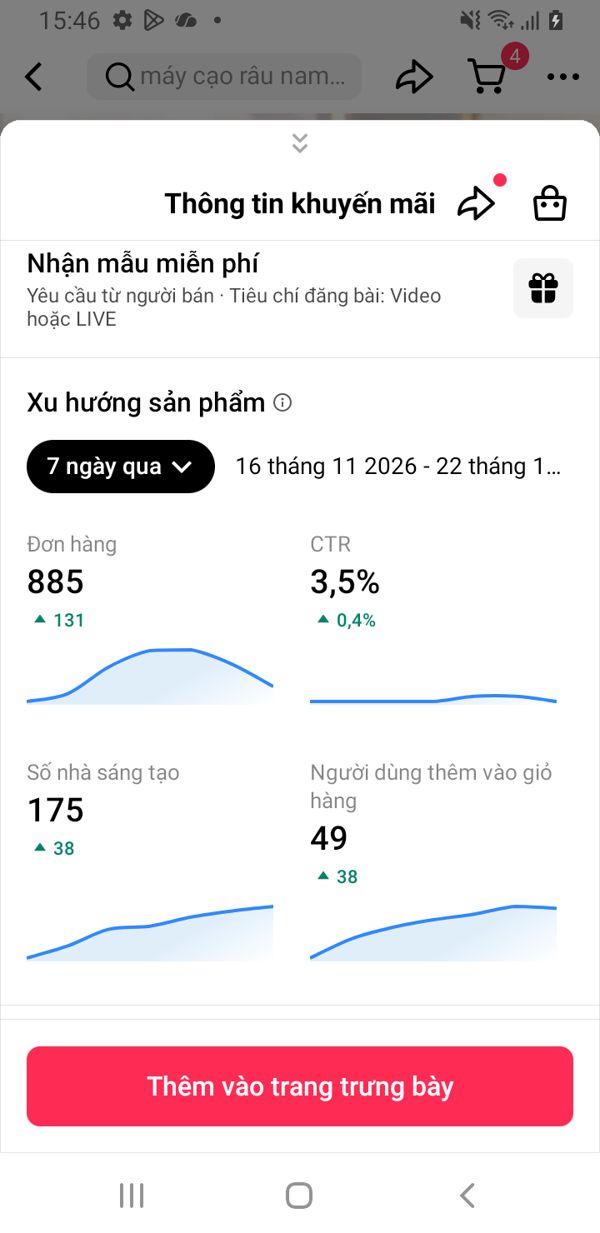 15:46
máy cạo râu nam...
4
Thông tin khuyến mãi
Nhận mẫu miễn phí
Yêu cầu từ người bán · Tiêu chí đăng bài: Video
hoặc LIVE
Xu hướng sản phẩm
7 ngày qua
16 tháng 11 2026 - 22 tháng 1...
Đơn hàng
885
131
CTR
3,5%
0,4%
Số nhà sáng tạo
175
38
Người dùng thêm vào giỏ
hàng
49
38
Thêm vào trang trưng bày